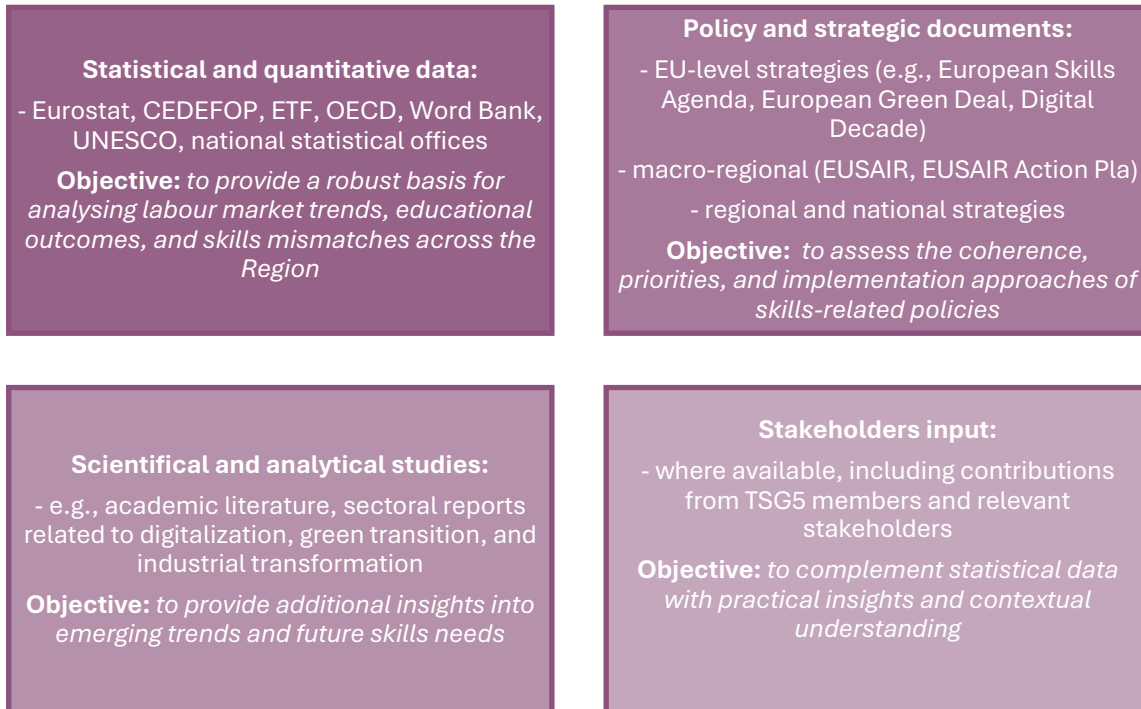 Statistical and quantitative data:
- Eurostat, CEDEFOP, ETF, OECD, Word Bank,
UNESCO, national statistical offices
Objective: to provide a robust basis for
analysing labour market trends, educational
outcomes, and skills mismatches across the
Region
Policy and strategic documents:
- EU-level strategies (e.g., European Skills
Agenda, European Green Deal, Digital
Decade)
- macro-regional (EUSAIR, EUSAIR Action Pla)
- regional and national strategies
Objective: to assess the coherence,
priorities, and implementation approaches of
skills-related policies
Scientifical and analytical studies:
- e.g., academic literature, sectoral reports
related to digitalization, green transition, and
industrial transformation
Objective: to provide additional insights into
emerging trends and future skills needs
Stakeholders input:
- where available, including contributions
from TSG5 members and relevant
stakeholders
Objective: to complement statistical data
with practical insights and contextual
understanding